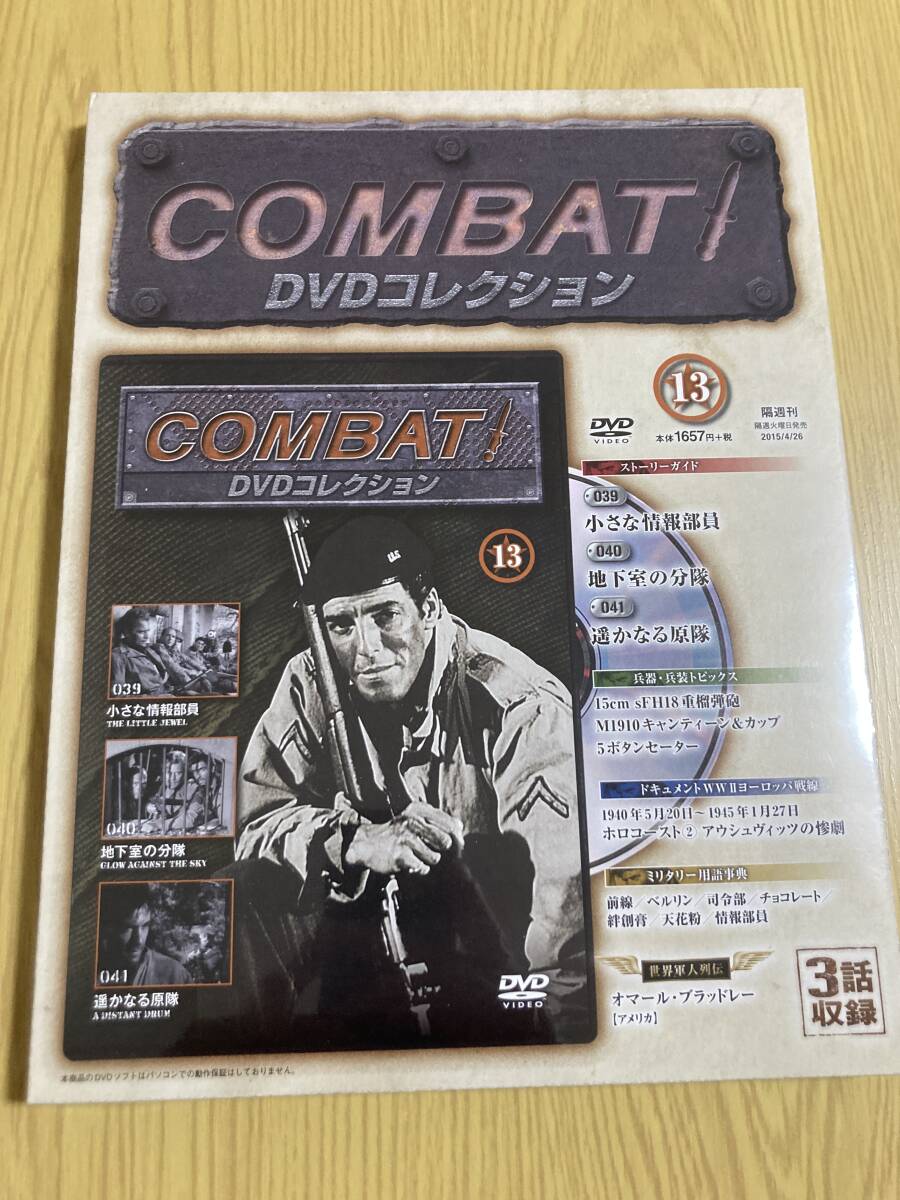 COMBAT!
DVDコレクション
COMBAT!
DVDコレクション
13
039
小さな情報部員
THE LITTLE JEWEL
040
地下室の分隊
GLOW AGAINST THE SKY
041
遥かなる原隊
A DISTANT DRUM
DVD
VIDEO
13
DVD
VIDEO
本体1657円+税
隔週刊
隔週火曜日発売
2015/4/26
ストーリーガイド
039
小さな情報部員
040
地下室の分隊
041
遥かなる原隊
兵器・兵装トピックス
15cm sFH18 重榴弾砲
M1910 キャンティーン&カップ
5ボタンセーター
ドキュメントWWⅡヨーロッパ戦線
1940年5月20日~1945年1月27日
ホロコースト② アウシュヴィッツの惨劇
ミリタリー用語事典
前線/ベルリン/司令部/チョコレート/
絆創膏/天花粉/情報部員
世界軍人列伝
オマール・ブラッドレー
【アメリカ】
3話
収録
本商品のDVDソフトはパソコンでの動作保証はしておりません。